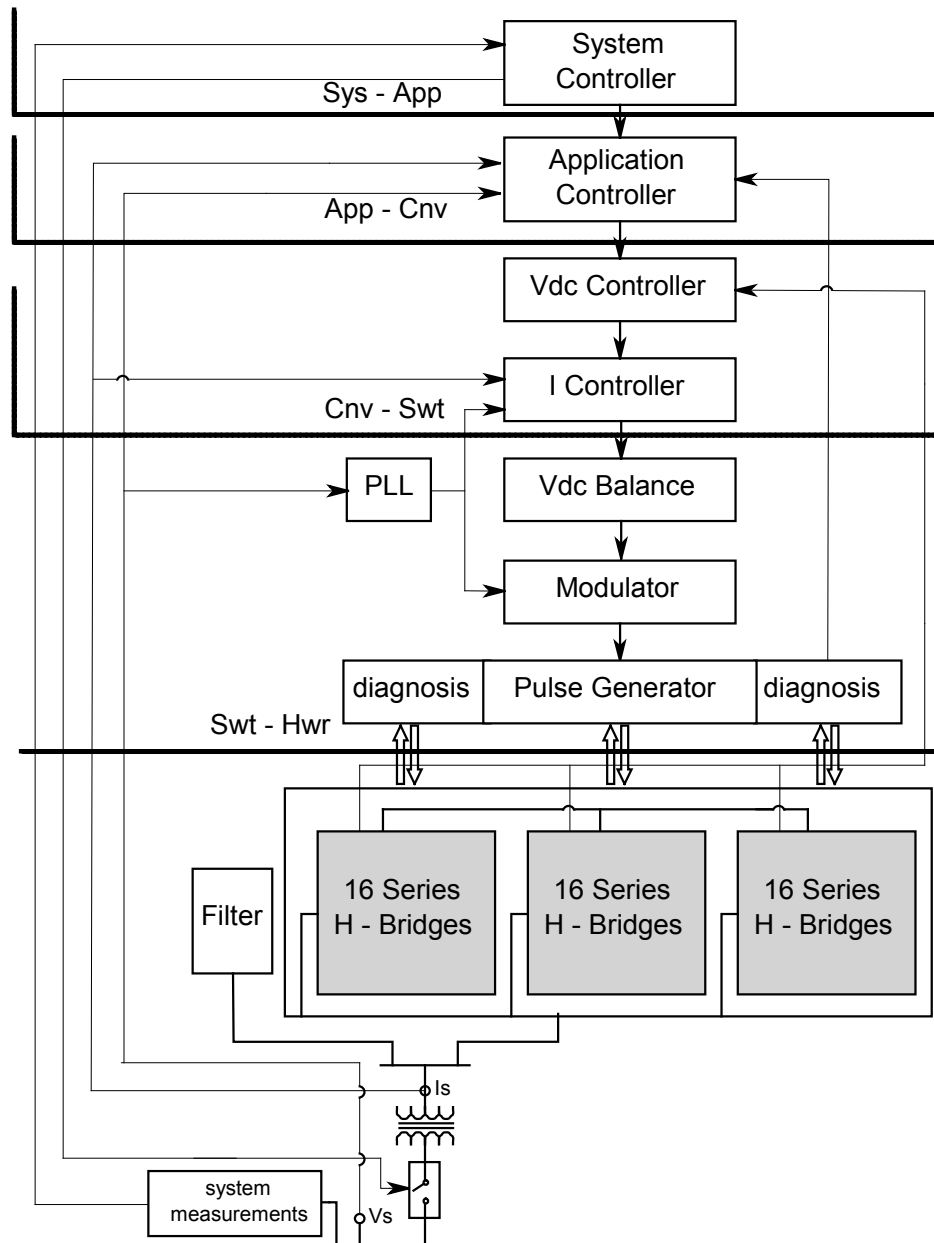 System
Controller
Sys - App
Application
Controller
App - Cnv
Vdc Controller
I Controller
Cnv - Swt
PLL
Vdc Balance
Modulator
diagnosis
Pulse Generator
diagnosis
Swt - Hwr
16 Series
H - Bridges
16 Series
H - Bridges
16 Series
H - Bridges
Filter
Is
system
measurements
Vs